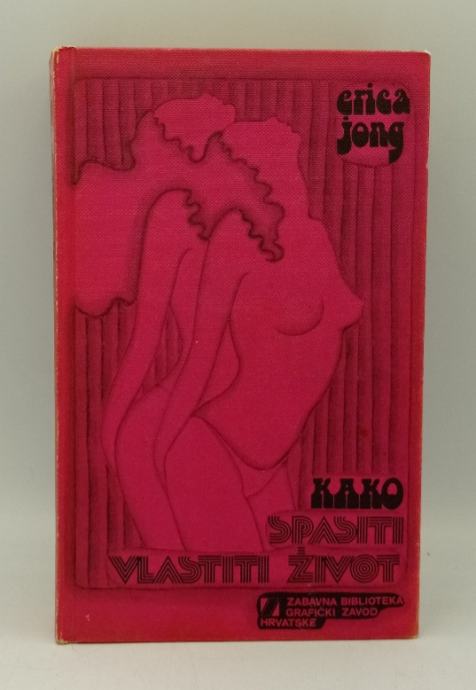 erica
jong
KAKO
SPASITI
VLASTITI ŽIVOT
ZABAVNA BIBLIOTEKA
GRAFIČKI ZAVOD
HRVATSKE